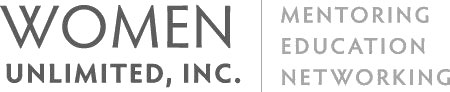 WOMEN
UNLIMITED, INC.
MENTORING
EDUCATION
NETWORKING